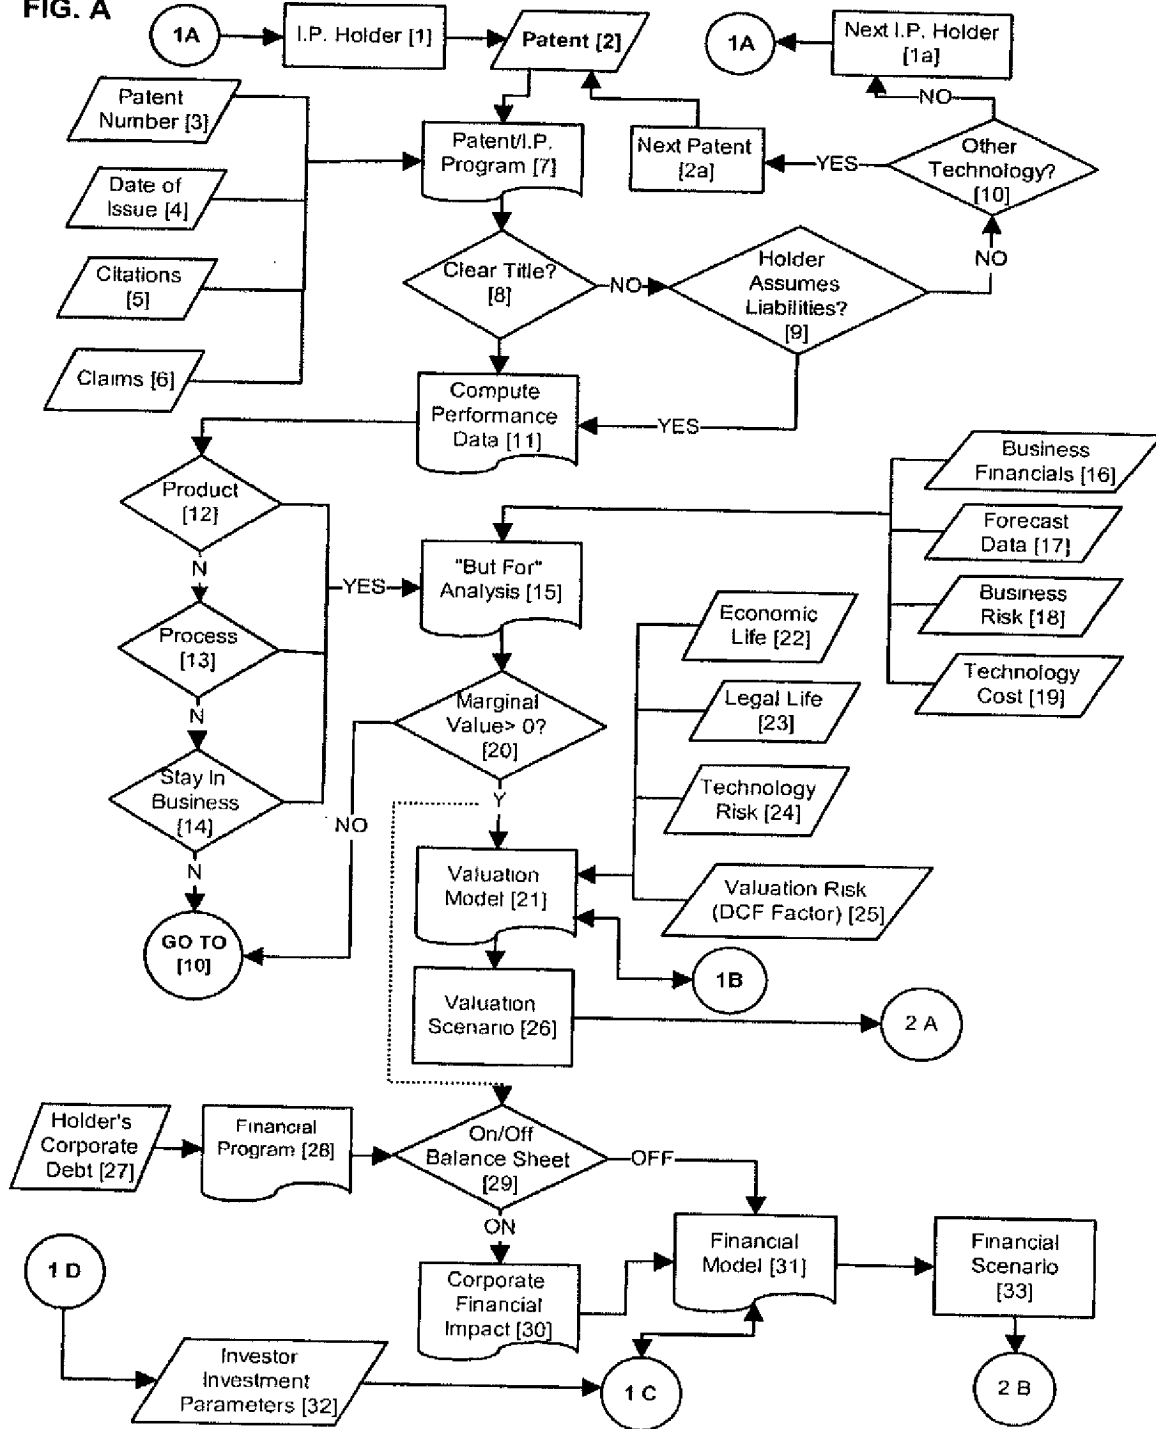 FIG. A
1A
I.P. Holder [1]
Patent [2]
1A
Next I.P. Holder
[1a]
NO
Patent
Number [3]
Patent/I.P.
Program [7]
Next Patent
[2a]
YES
Other
Technology?
[10]
Date of
Issue [4]
Citations
[5]
Clear Title?
[8]
NO
Holder
Assumes
Liabilities?
[9]
NO
Claims [6]
Compute
Performance
Data [11]
YES
Product
[12]
N
Process
[13]
N
Stay In
Business
[14]
N
GO TO
[10]
YES
"But For"
Analysis [15]
Business
Financials [16]
Forecast
Data [17]
Business
Risk [18]
Technology
Cost [19]
Marginal
Value> 0?
[20]
NO
Y
Economic
Life [22]
Legal Life
[23]
Technology
Risk [24]
Valuation Risk
(DCF Factor) [25]
Valuation
Model [21]
1B
Valuation
Scenario [26]
2 A
Holder's
Corporate
Debt [27]
Financial
Program [28]
On/Off
Balance Sheet
[29]
OFF
ON
1 D
Corporate
Financial
Impact [30]
Financial
Model [31]
Financial
Scenario
[33]
Investor
Investment
Parameters [32]
1 C
2 B